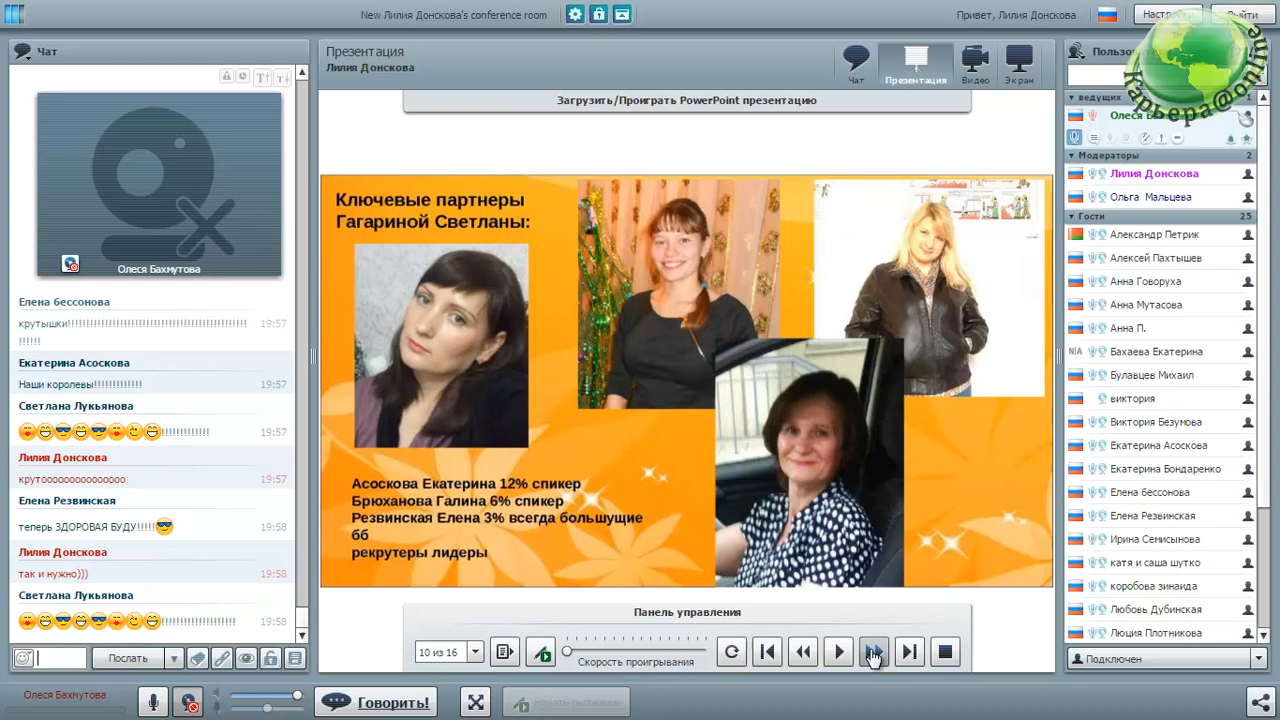 New Лилия Донскова's conference room
Привет, Лилия Донскова
Выйти
Чат
Олеся Бахмутова
Елена бессонова
крутышки!!!!!!!!!!!!!!!!!!!!!!!!!!!!!!!!!!!!!!!!!!!!
!!!!!!
19:57
Екатерина Асоскова
Наши королевы!!!!!!!!!!!!!
19:57
Светлана Лукьянова
!!!!!!!!!!!!!
19:57
Лилия Донскова
крутооооооооооооооо
19:57
Елена Резвинская
теперь ЗДОРОВАЯ БУДУ!!!!!
19:58
Лилия Донскова
так и нужно)))
19:58
Светлана Лукьянова
!!!!!!!!!!!!!!!!!!!!
19:58
Послать
Презентация
Лилия Донскова
Чат
Презентация
Видео
Экран
Загрузить/Проиграть PowerPoint презентацию
Ключевые партнеры
Гагариной Светланы:
Асоскова Екатерина 12% спикер
Брюханова Галина 6% спикер
Резвинская Елена 3% всегда большущие
бб
рекрутеры лидеры
Панель управления
10 из 16
Скорость проигрывания
карьера@online
ведущих 1
Модераторы 2
Лилия Донскова
Ольга Мальцева
Гости 25
Александр Петрик
Алексей Пахтышев
Анна Говоруха
Анна Мутасова
Анна П.
N/A Бахаева Екатерина
Булавцев Михаил
виктория
Виктория Безумова
Екатерина Асоскова
Екатерина Бондаренко
Елена бессонова
Елена Резвинская
Ирина Семисынова
катя и саша шутко
коробова зинаида
Любовь Дубинская
Люция Плотникова
Подключен
Олеся Бахмутова
Говорить!